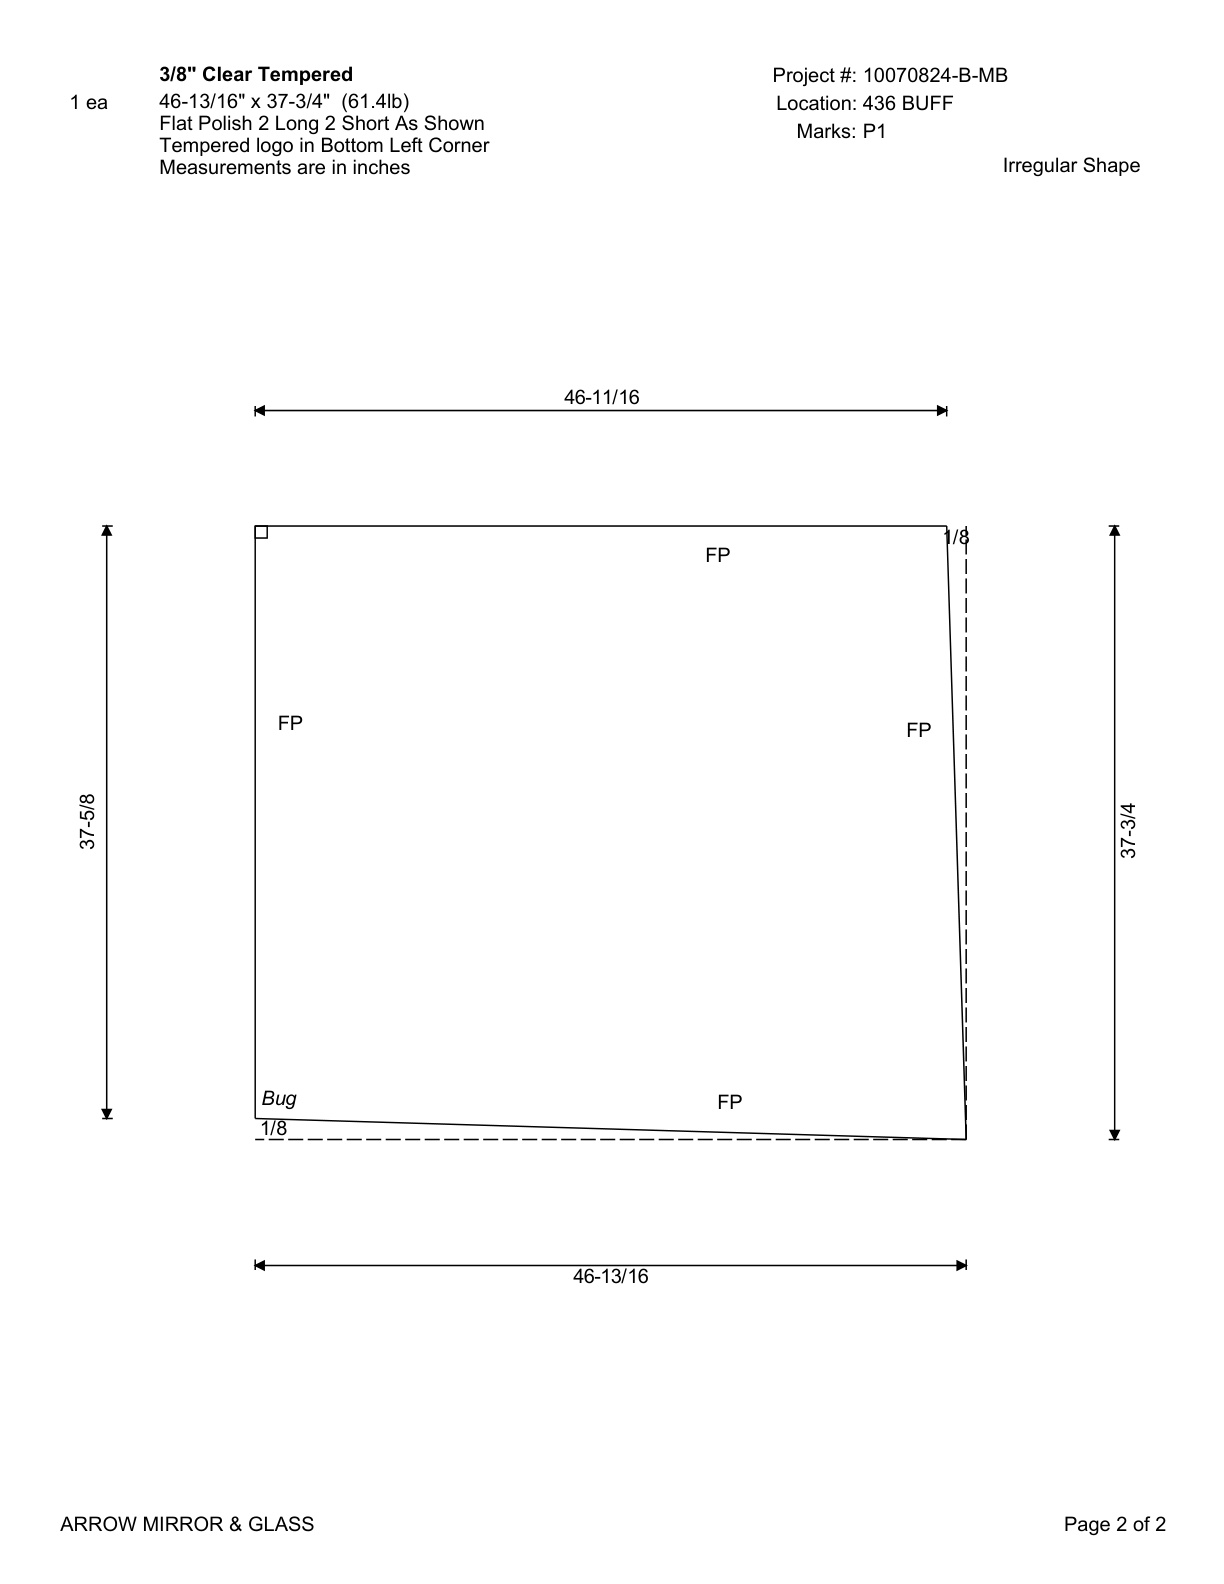 3/8" Clear Tempered
1 ea
46-13/16" x 37-3/4" (61.4lb)
Flat Polish 2 Long 2 Short As Shown
Tempered logo in Bottom Left Corner
Measurements are in inches
Project #: 10070824-B-MB
Location: 436 BUFF
Marks: P1
Irregular Shape
46-11/16
1/8
FP
FP
FP
37-5/8
37-3/4
Bug
FP
1/8
46-13/16
ARROW MIRROR & GLASS
Page 2 of 2